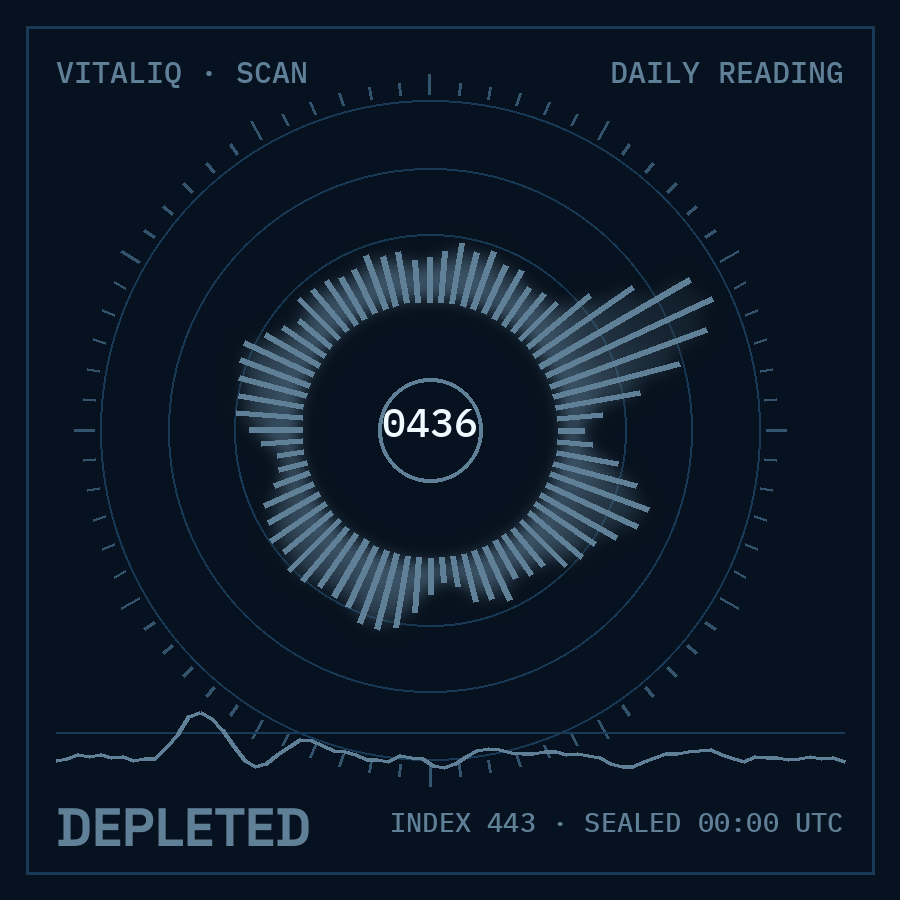 VITALIQ · SCAN
DAILY READING
0436
DEPLETED
INDEX 443 · SEALED 00:00 UTC